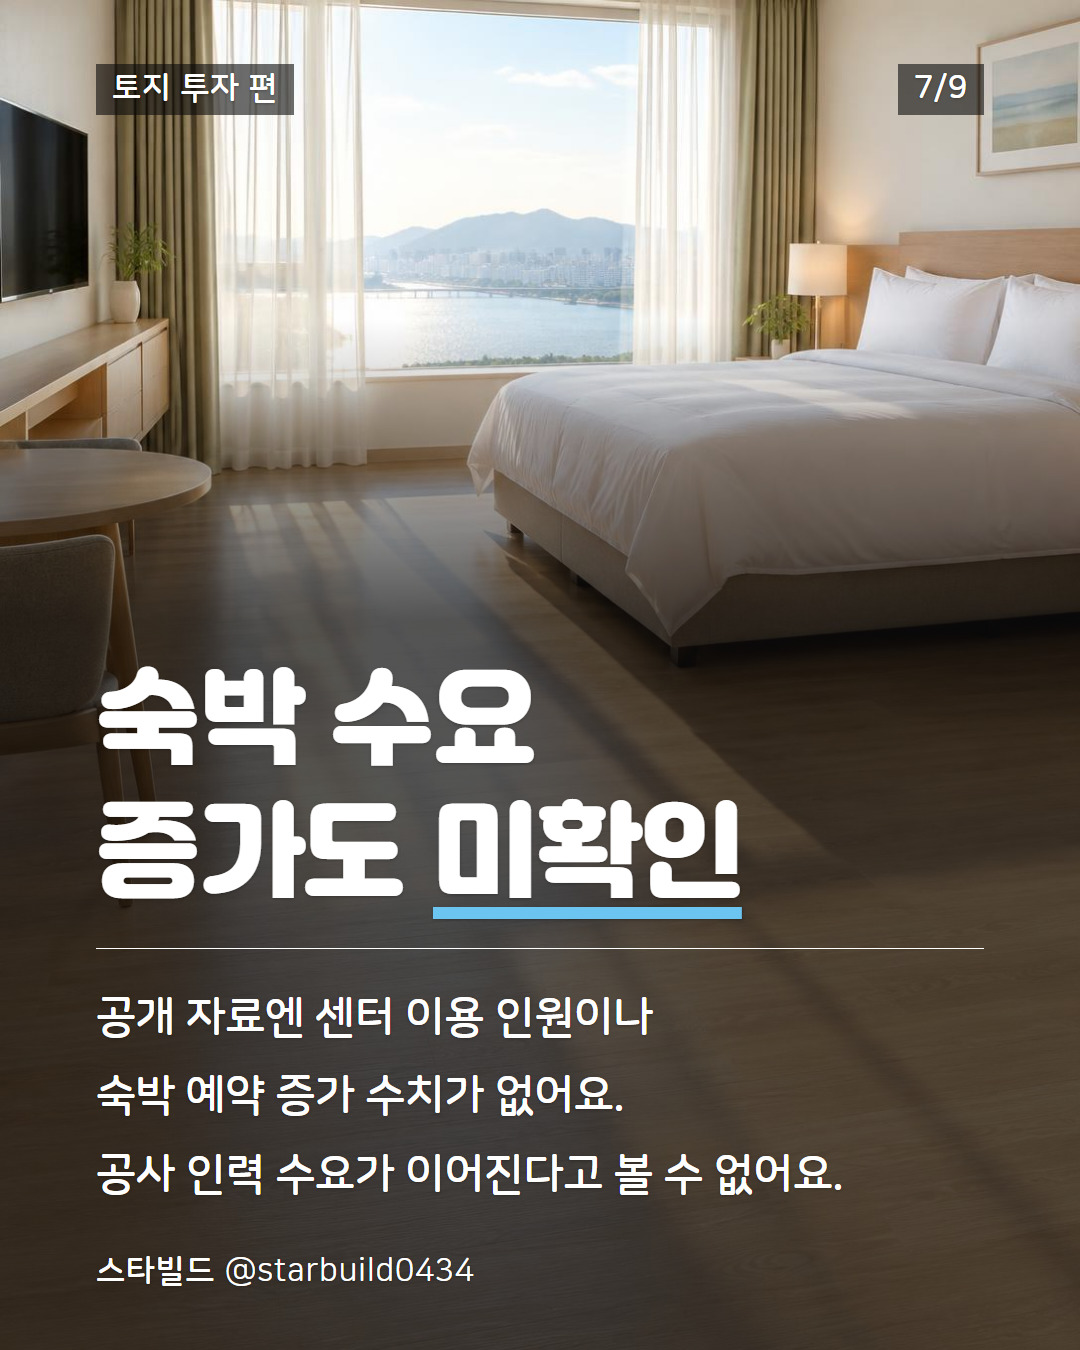 토지 투자 편
7/9
숙박 수요
증가도 미확인
공개 자료엔 센터 이용 인원이나
숙박 예약 증가 수치가 없어요.
공사 인력 수요가 이어진다고 볼 수 없어요.
스타빌드 @starbuild0434